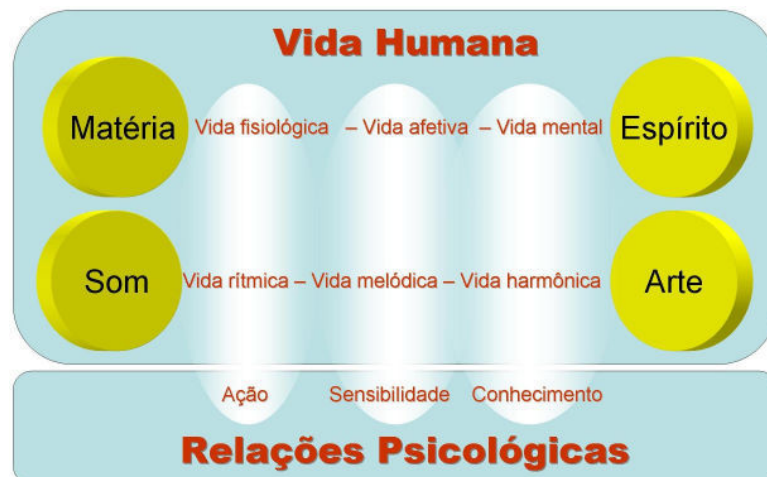 Vida Humana
Matéria Vida fisiológica – Vida afetiva – Vida mental Espírito
Som Vida rítmica – Vida melódica – Vida harmônica Arte
Ação Sensibilidade Conhecimento
Relações Psicológicas